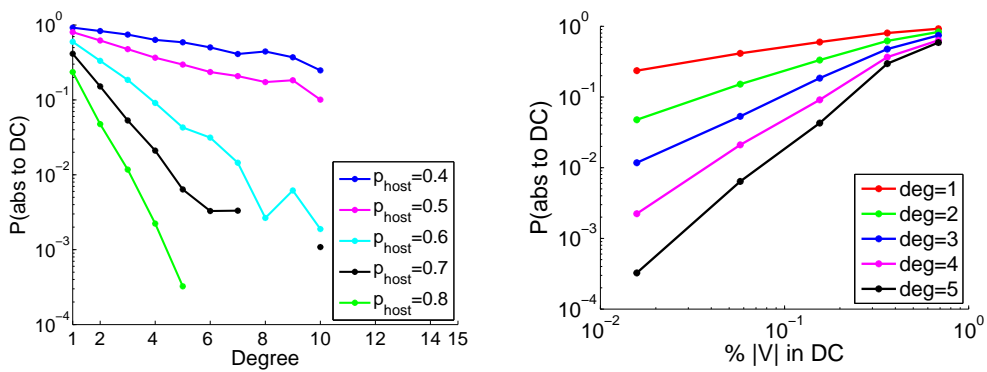 P(abs to DC)
10^0
10^-1
10^-2
10^-3
10^-4
1 2 4 6 8 10 12 14 15
Degree
p_host=0.4
p_host=0.5
p_host=0.6
p_host=0.7
p_host=0.8
P(abs to DC)
10^0
10^-1
10^-2
10^-3
10^-4
10^-2 10^-1 10^0
% |V| in DC
deg=1
deg=2
deg=3
deg=4
deg=5